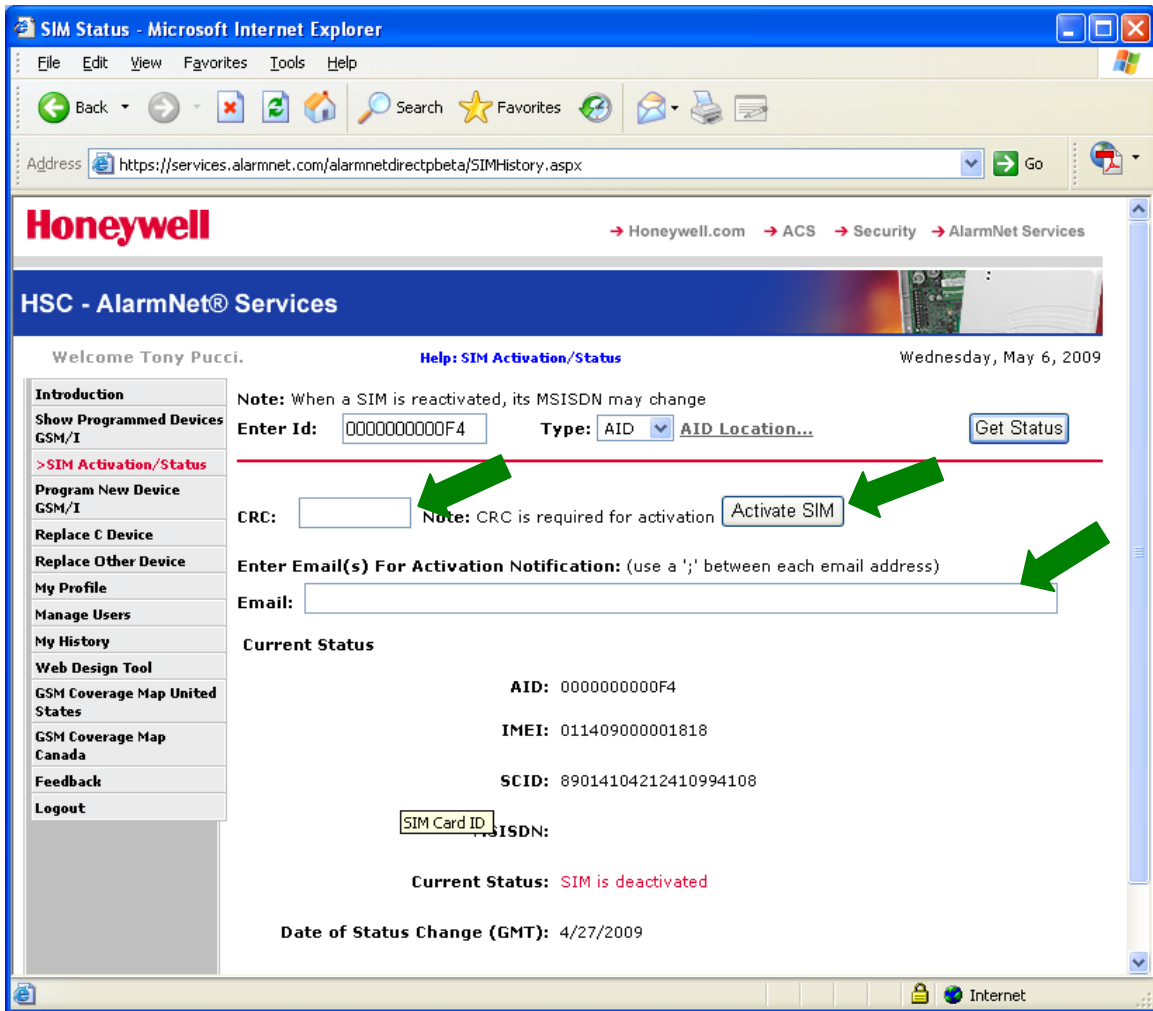 SIM Status - Microsoft Internet Explorer
File Edit View Favorites Tools Help
Back Search Favorites
Address https://services.alarmnet.com/alarmnetdirectpbeta/SIMHistory.aspx Go
Honeywell
Honeywell.com ACS Security AlarmNet Services
HSC - AlarmNet® Services
Welcome Tony Pucci. Help: SIM Activation/Status Wednesday, May 6, 2009
Introduction
Show Programmed Devices
GSM/I
>SIM Activation/Status
Program New Device
GSM/I
Replace C Device
Replace Other Device
My Profile
Manage Users
My History
Web Design Tool
GSM Coverage Map United
States
GSM Coverage Map
Canada
Feedback
Logout
Note: When a SIM is reactivated, its MSISDN may change
Enter Id: 0000000000F4 Type: AID AID Location... Get Status
CRC: Note: CRC is required for activation Activate SIM
Enter Email(s) For Activation Notification: (use a ';' between each email address)
Email:
Current Status
AID: 0000000000F4
IMEI: 011409000001818
SCID: 89014104212410994108
SIM Card ID
SISDN:
Current Status: SIM is deactivated
Date of Status Change (GMT): 4/27/2009
Internet